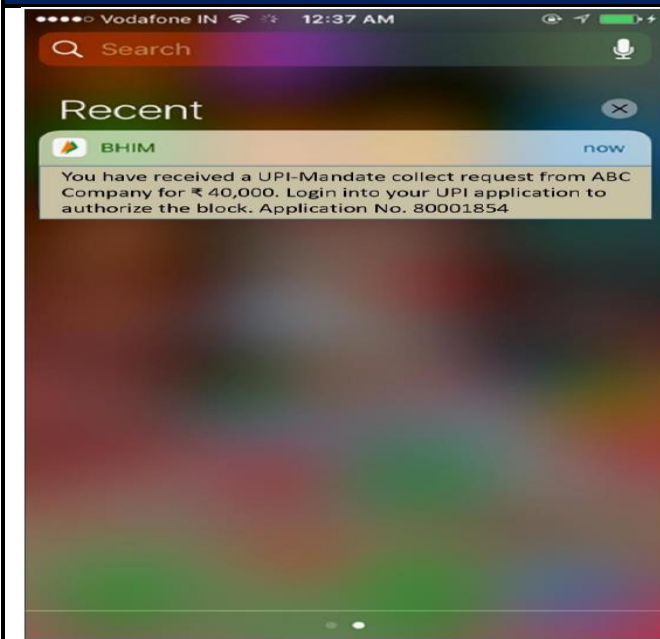 Vodafone IN 12:37 AM
Search
Recent
BHIM now
You have received a UPI-Mandate collect request from ABC
Company for ₹ 40,000. Login into your UPI application to
authorize the block. Application No. 80001854